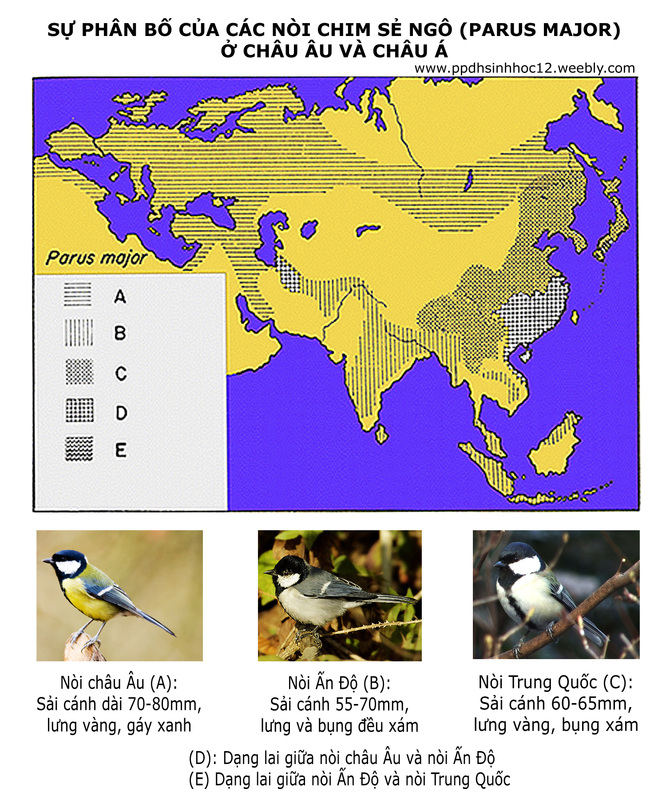 SỰ PHÂN BỐ CỦA CÁC NÒI CHIM SẺ NGÔ (PARUS MAJOR)
Ở CHÂU ÂU VÀ CHÂU Á
www.ppdhsinhhoc12.weebly.com
Parus major
A
B
C
D
E
Nòi châu Âu (A):
Sải cánh dài 70-80mm,
lưng vàng, gáy xanh
Nòi Ấn Độ (B):
Sải cánh 55-70mm,
lưng và bụng đều xám
Nòi Trung Quốc (C):
Sải cánh 60-65mm,
lưng vàng, bụng xám
(D): Dạng lai giữa nòi châu Âu và nòi Ấn Độ
(E) Dạng lai giữa nòi Ấn Độ và nòi Trung Quốc